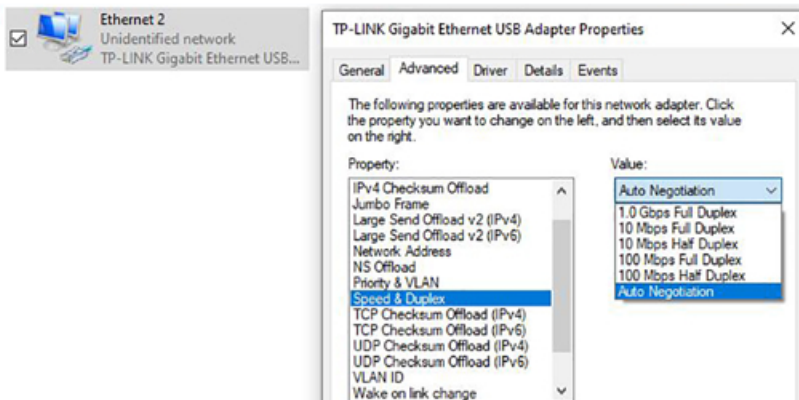 Ethernet 2
Unidentified network
TP-LINK Gigabit Ethernet USB...
TP-LINK Gigabit Ethernet USB Adapter Properties
General Advanced Driver Details Events
The following properties are available for this network adapter. Click
the property you want to change on the left, and then select its value
on the right.
Property:
IPv4 Checksum Offload
Jumbo Frame
Large Send Offload v2 (IPv4)
Large Send Offload v2 (IPv6)
Network Address
NS Offload
Priority & VLAN
Speed & Duplex
TCP Checksum Offload (IPv4)
TCP Checksum Offload (IPv6)
UDP Checksum Offload (IPv4)
UDP Checksum Offload (IPv6)
VLAN ID
Wake on link change
Value:
Auto Negotiation
1.0 Gbps Full Duplex
10 Mbps Full Duplex
10 Mbps Half Duplex
100 Mbps Full Duplex
100 Mbps Half Duplex
Auto Negotiation